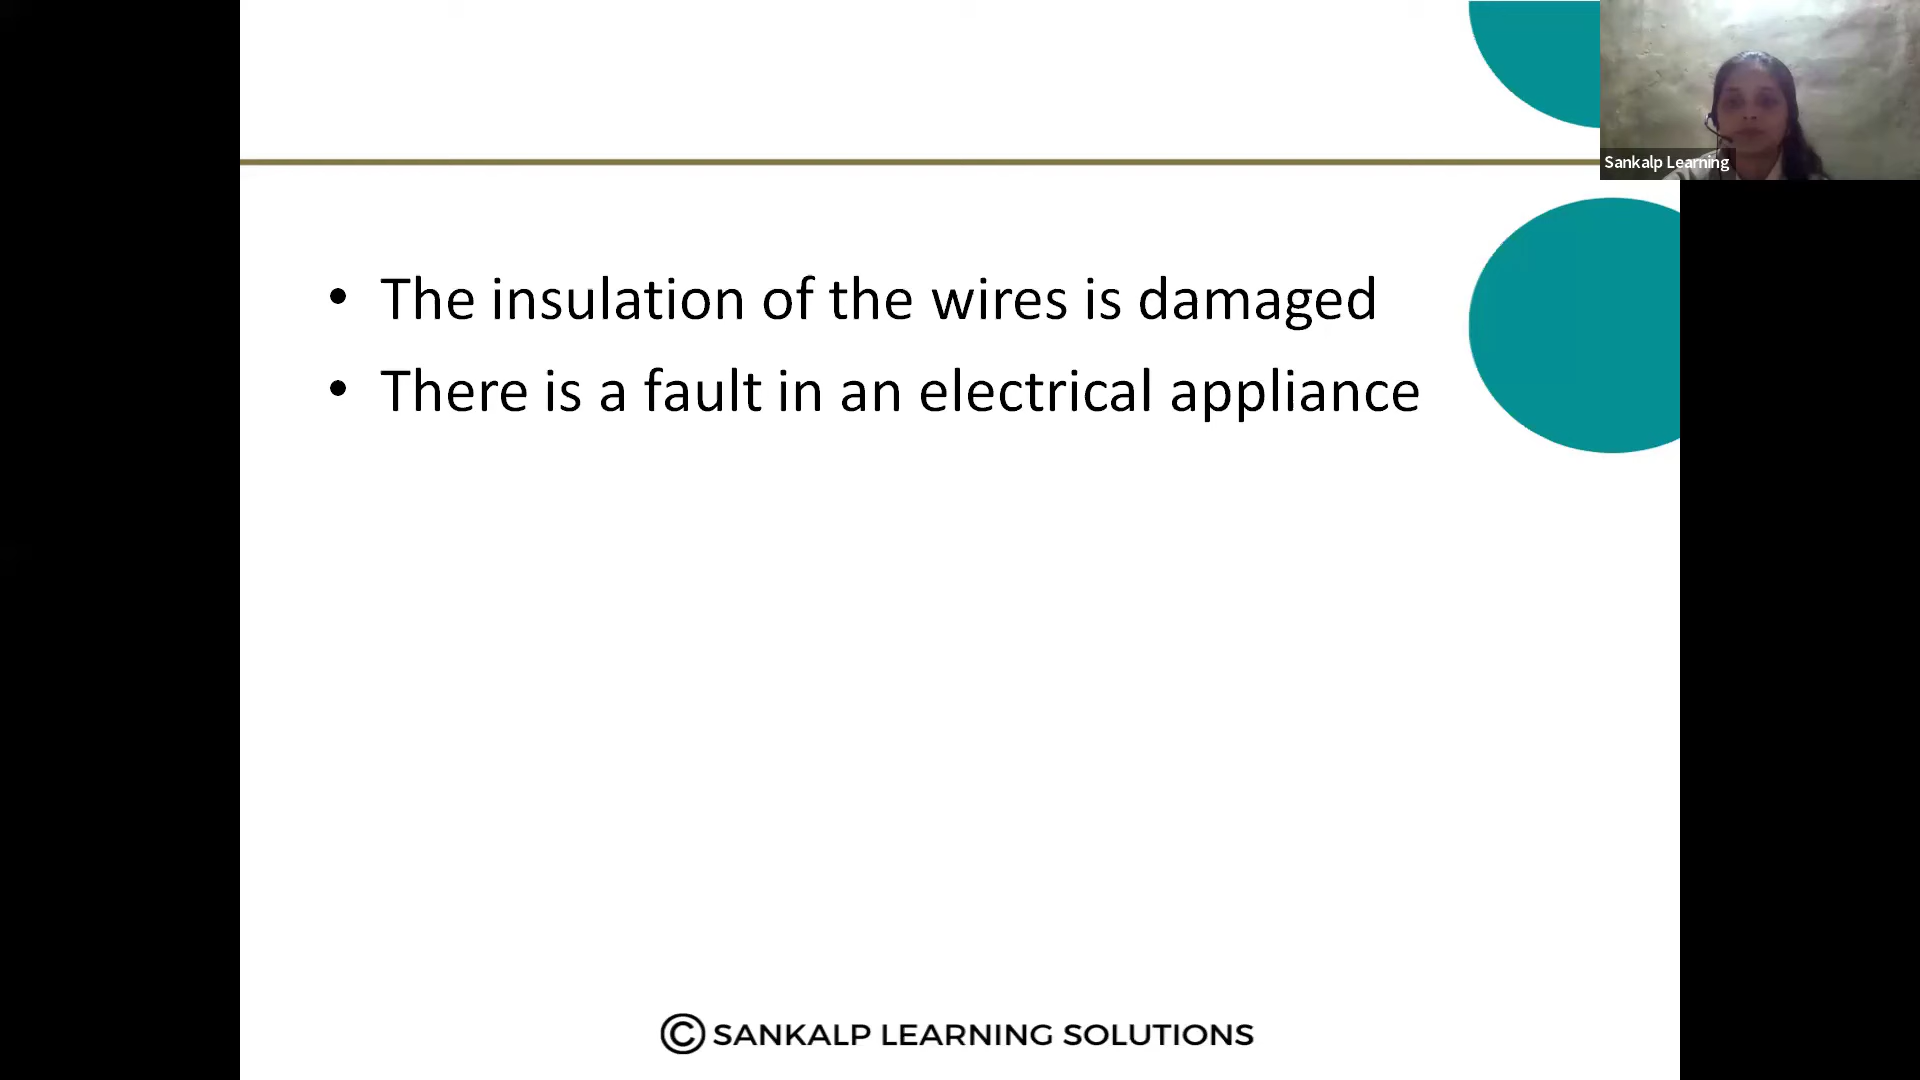 Sankalp Learning
• The insulation of the wires is damaged
• There is a fault in an electrical appliance
© SANKALP LEARNING SOLUTIONS